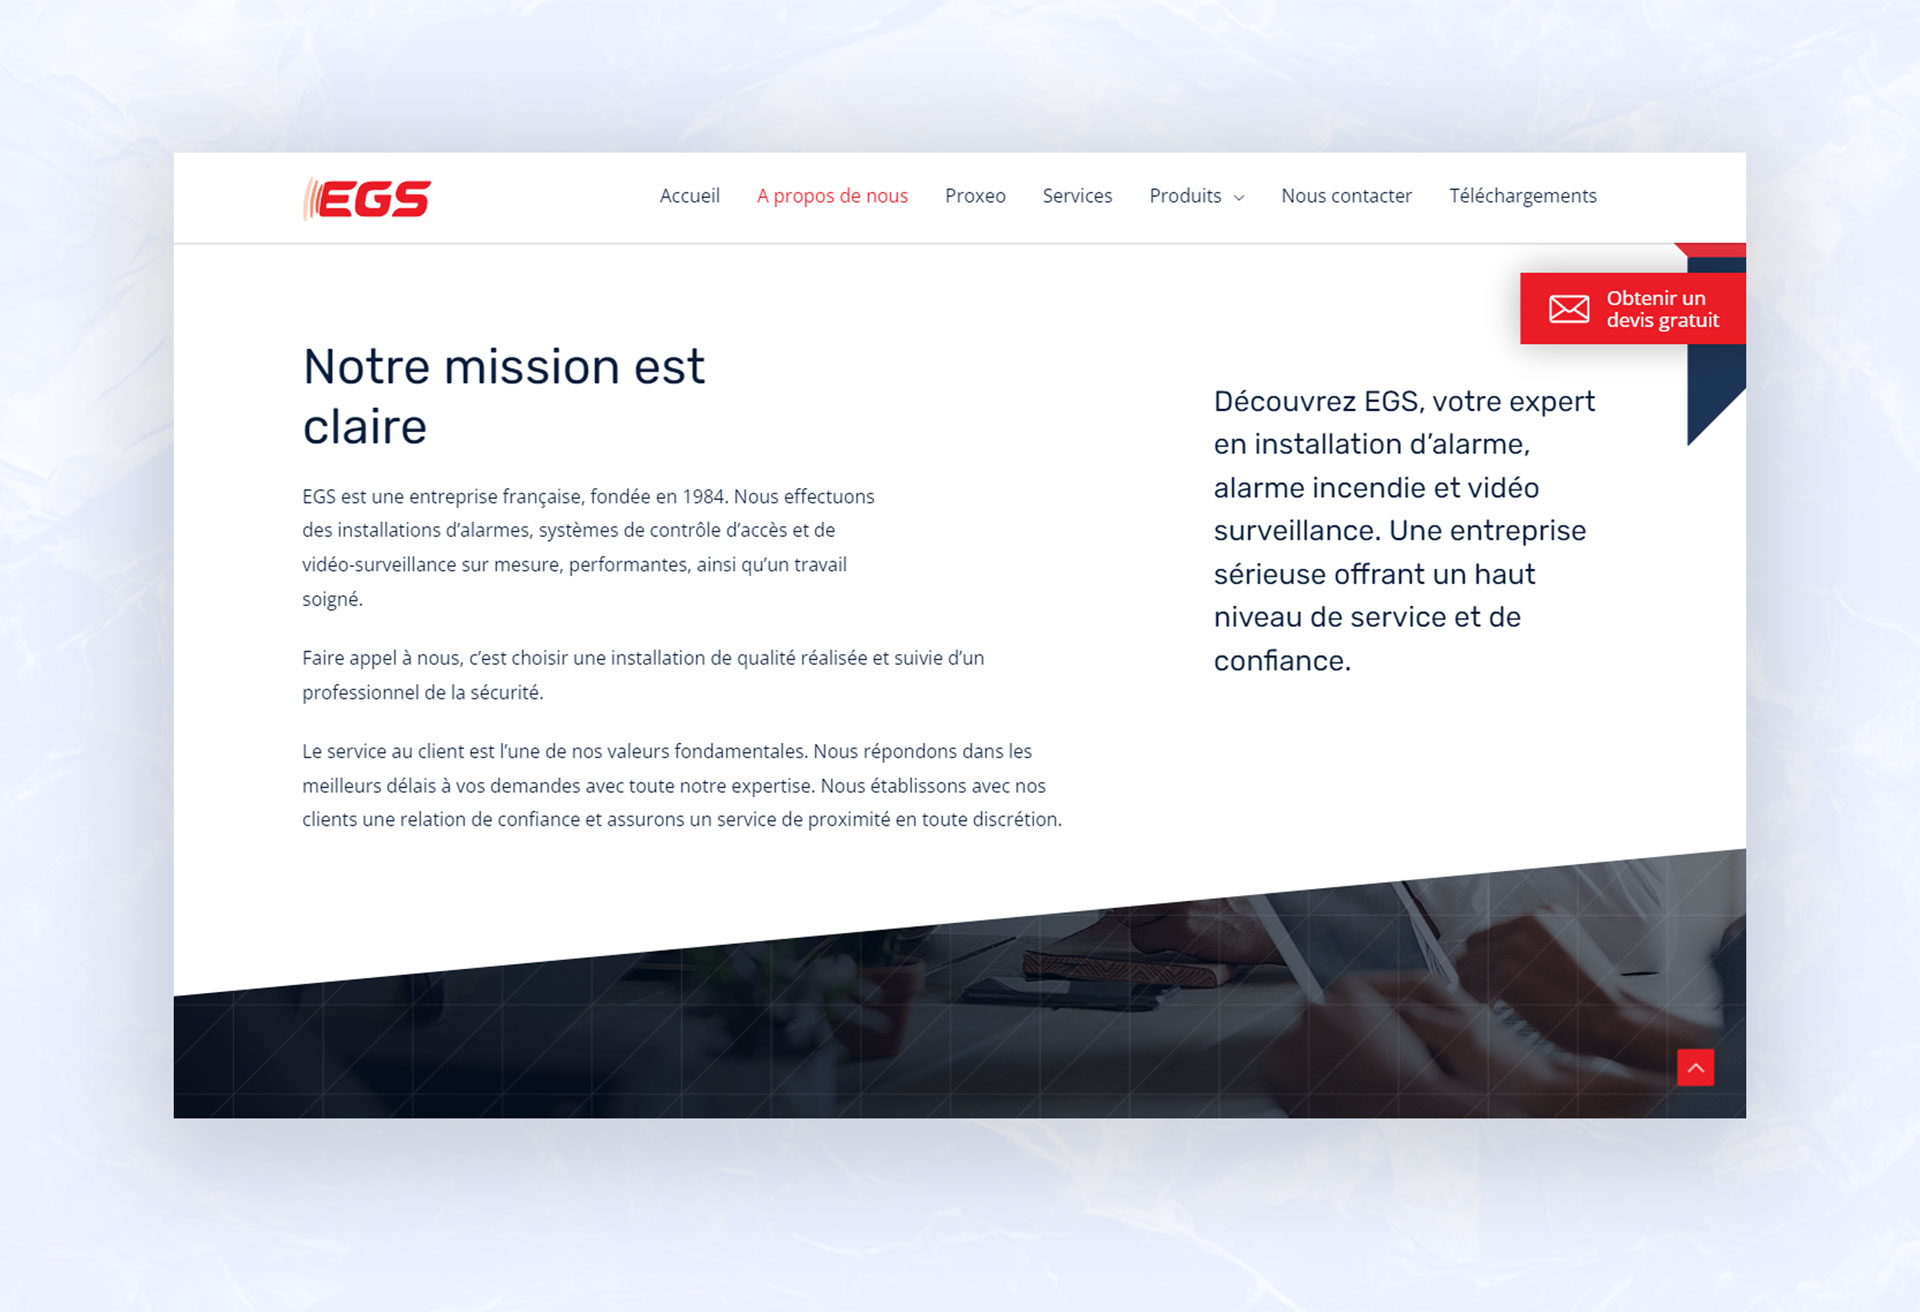 EGS
Accueil
A propos de nous
Proxeo
Services
Produits
Nous contacter
Téléchargements
Obtenir un
devis gratuit
Notre mission est
claire
EGS est une entreprise française, fondée en 1984. Nous effectuons
des installations d’alarmes, systèmes de contrôle d’accès et de
vidéo-surveillance sur mesure, performantes, ainsi qu’un travail
soigné.
Faire appel à nous, c’est choisir une installation de qualité réalisée et suivie d’un
professionnel de la sécurité.
Le service au client est l’une de nos valeurs fondamentales. Nous répondons dans les
meilleurs délais à vos demandes avec toute notre expertise. Nous établissons avec nos
clients une relation de confiance et assurons un service de proximité en toute discrétion.
Découvrez EGS, votre expert
en installation d’alarme,
alarme incendie et vidéo
surveillance. Une entreprise
sérieuse offrant un haut
niveau de service et de
confiance.